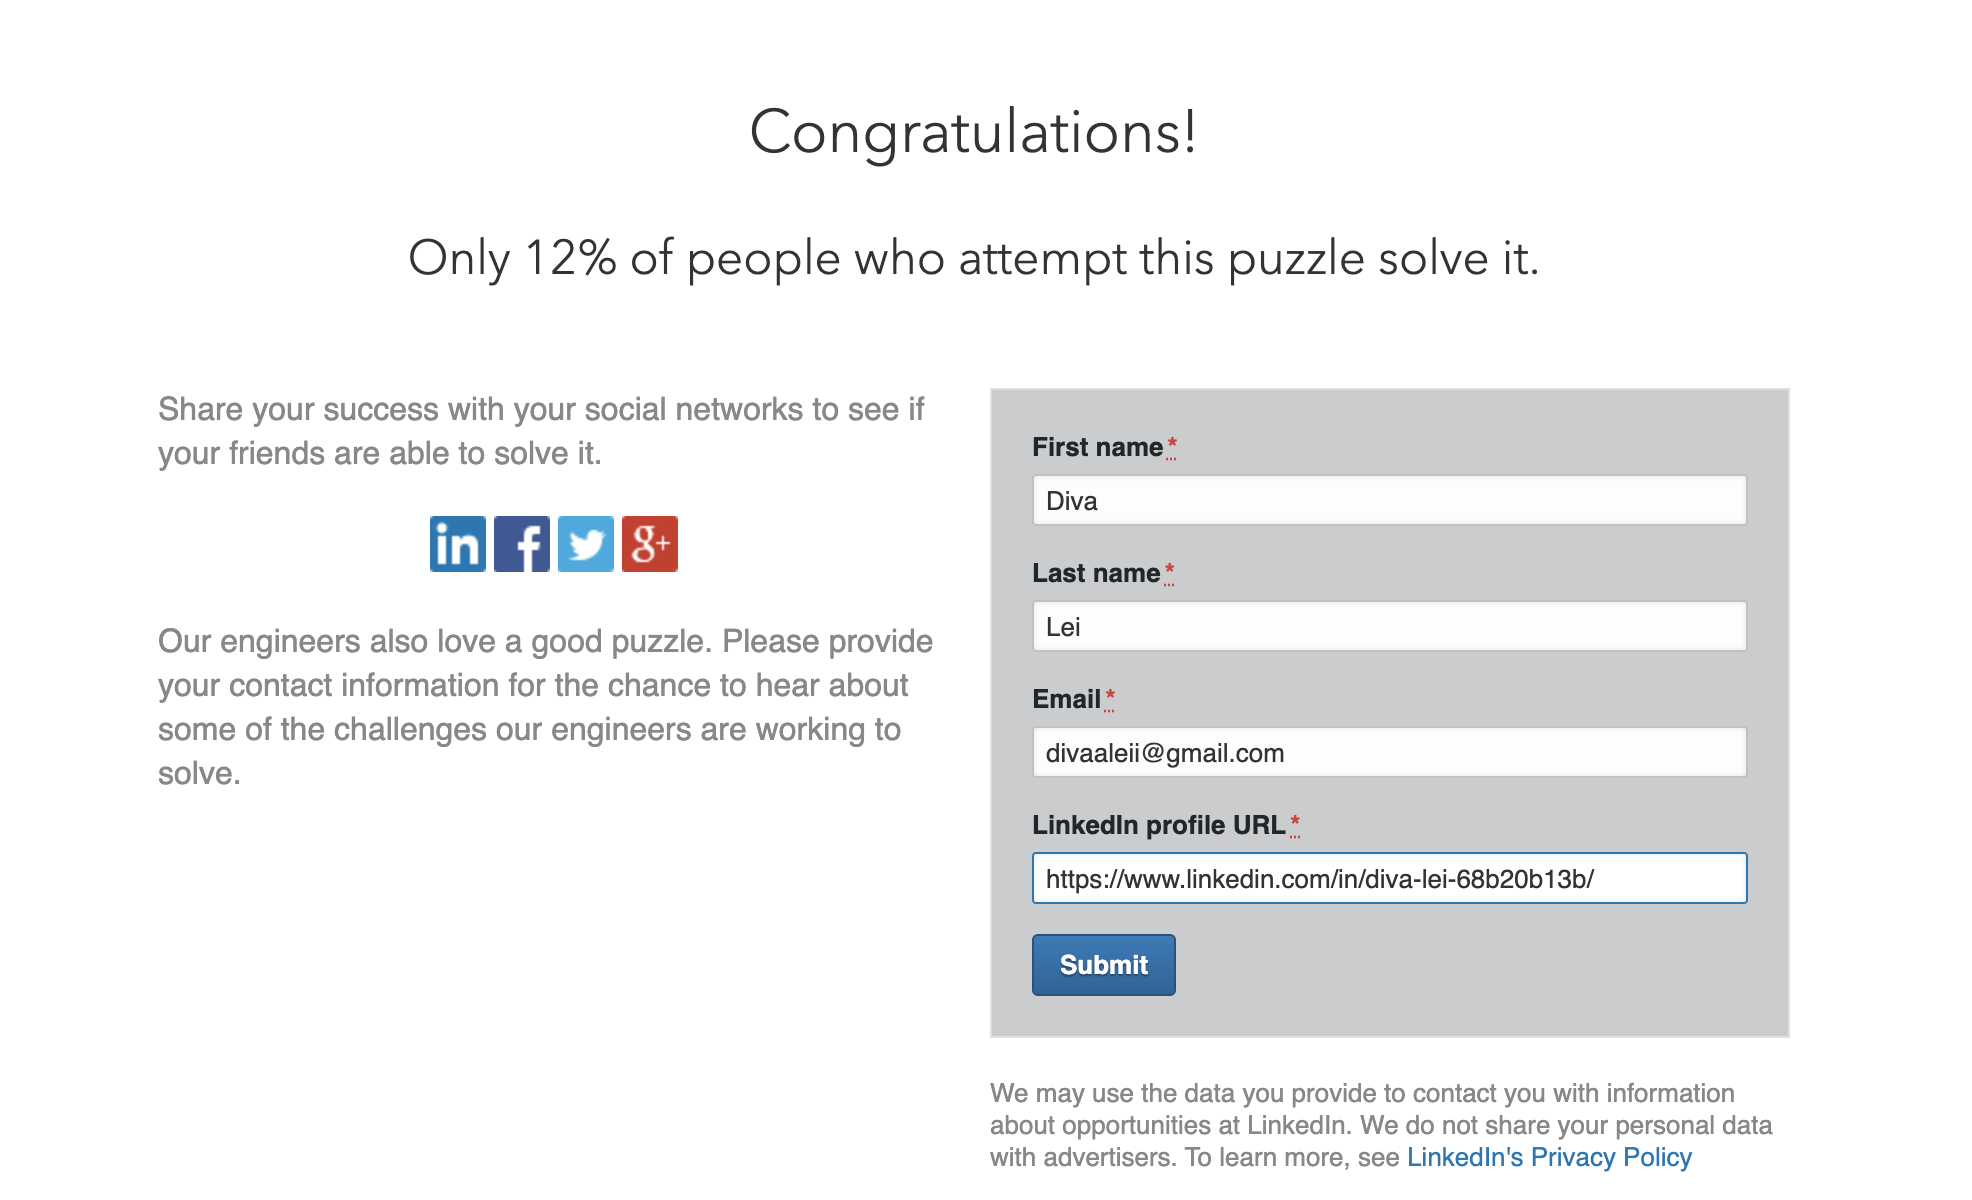 Congratulations!
Only 12% of people who attempt this puzzle solve it.
Share your success with your social networks to see if
your friends are able to solve it.
in f g+
Our engineers also love a good puzzle. Please provide
your contact information for the chance to hear about
some of the challenges our engineers are working to
solve.
First name*
Diva
Last name*
Lei
Email*
divaaleii@gmail.com
LinkedIn profile URL*
https://www.linkedin.com/in/diva-lei-68b20b13b/
Submit
We may use the data you provide to contact you with information
about opportunities at LinkedIn. We do not share your personal data
with advertisers. To learn more, see LinkedIn's Privacy Policy